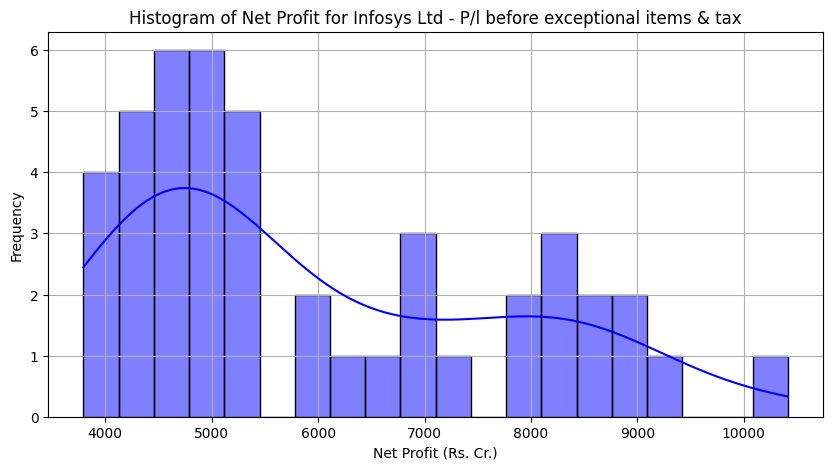 Histogram of Net Profit for Infosys Ltd - P/l before exceptional items & tax
6
5
4
3
2
1
0
Frequency
4000 5000 6000 7000 8000 9000 10000
Net Profit (Rs. Cr.)